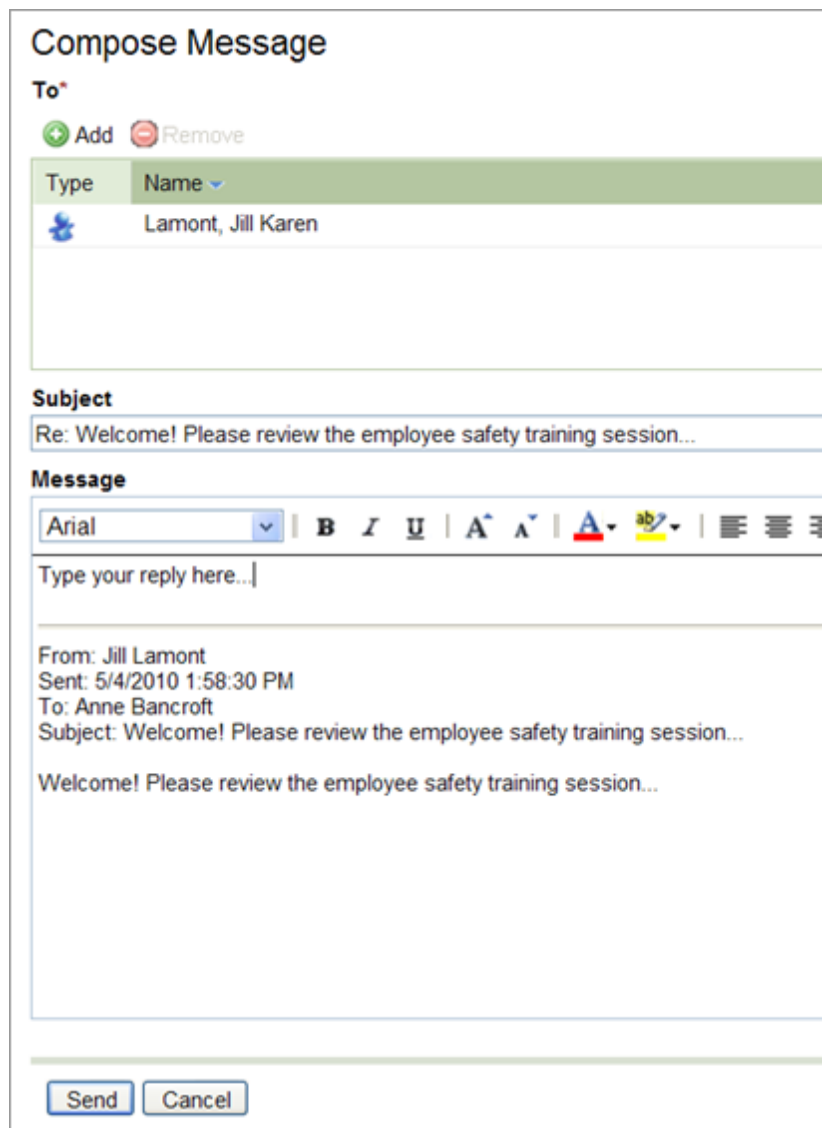 Compose Message
To*
Add Remove
Type Name
Lamont, Jill Karen
Subject
Re: Welcome! Please review the employee safety training session...
Message
Arial B I U A A A ab
Type your reply here...
From: Jill Lamont
Sent: 5/4/2010 1:58:30 PM
To: Anne Bancroft
Subject: Welcome! Please review the employee safety training session...
Welcome! Please review the employee safety training session...
Send Cancel